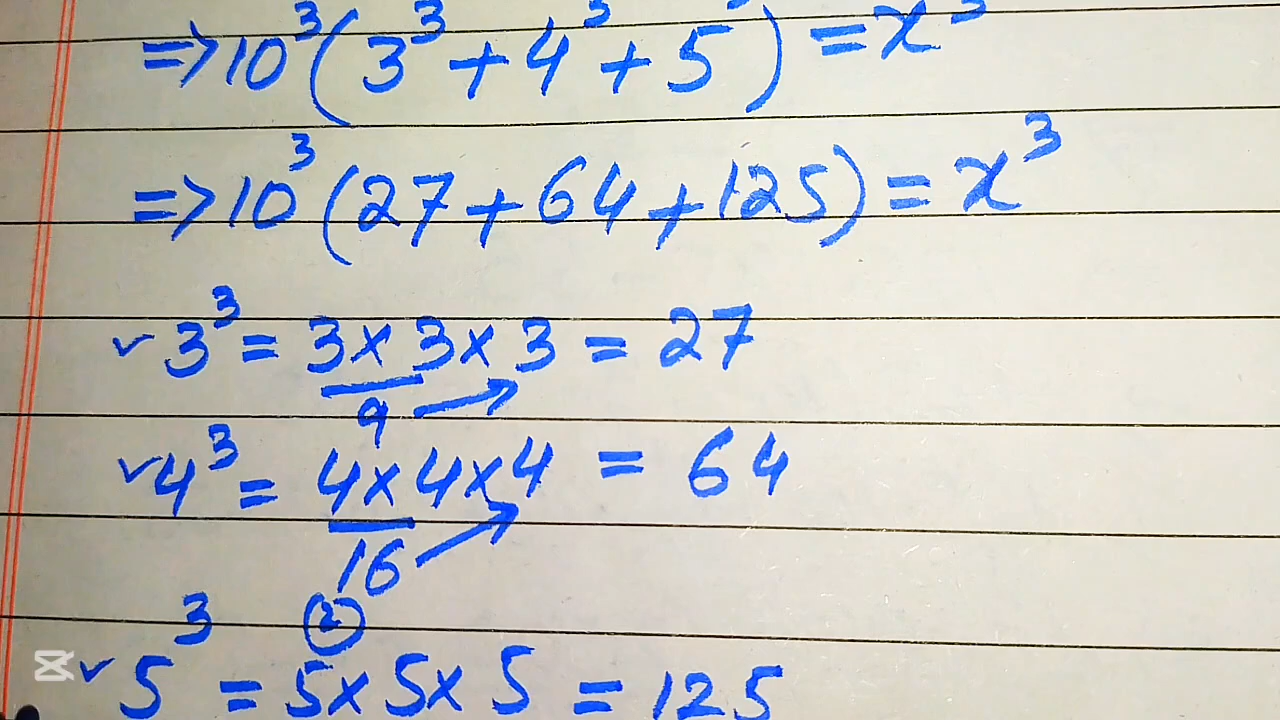 => 10³ (3³ + 4³ + 5³) = x³
=> 10³ (27 + 64 + 125) = x³
✓ 3³ = 3 × 3 × 3 = 27
9
✓ 4³ = 4 × 4 × 4 = 64
16
②
✓ 5³ = 5 × 5 × 5 = 125